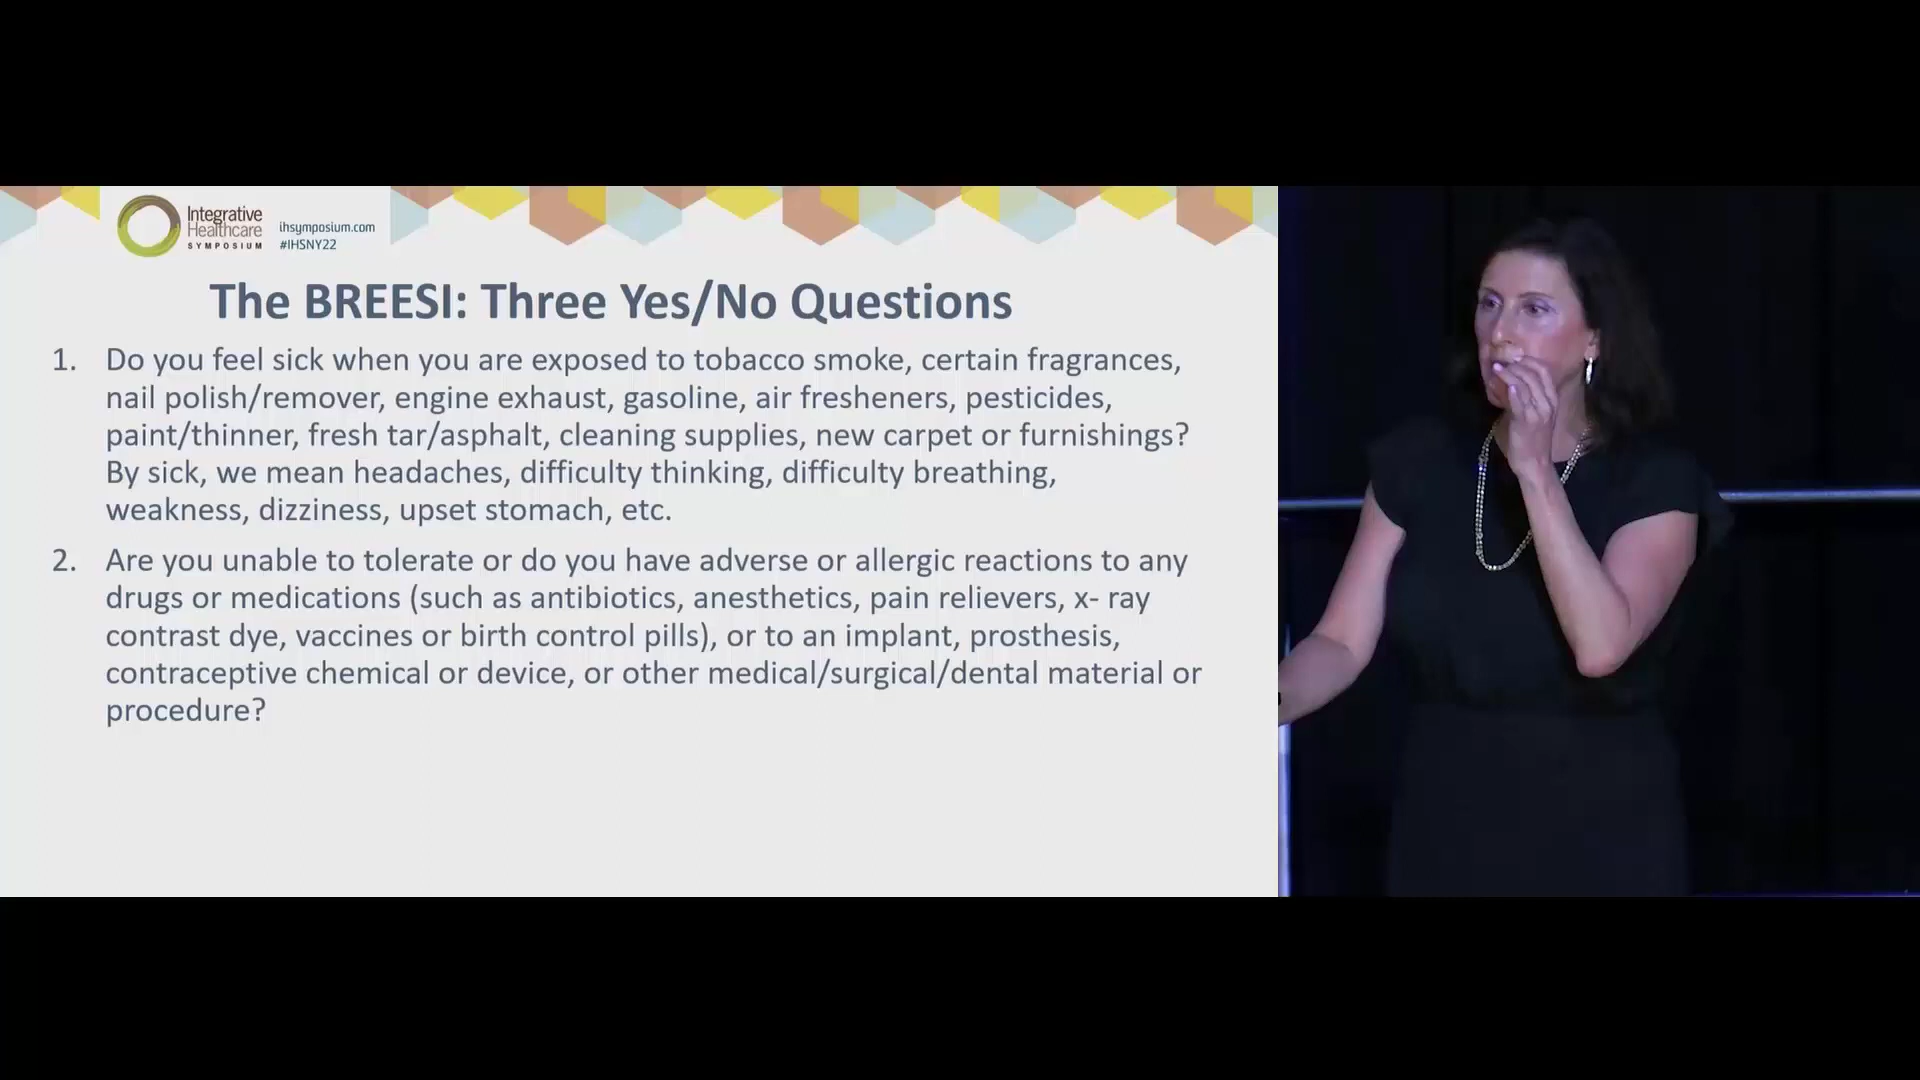 Integrative
Healthcare
SYMPOSIUM
ihsymposium.com
#IHSNY22
The BREESI: Three Yes/No Questions
1. Do you feel sick when you are exposed to tobacco smoke, certain fragrances,
nail polish/remover, engine exhaust, gasoline, air fresheners, pesticides,
paint/thinner, fresh tar/asphalt, cleaning supplies, new carpet or furnishings?
By sick, we mean headaches, difficulty thinking, difficulty breathing,
weakness, dizziness, upset stomach, etc.
2. Are you unable to tolerate or do you have adverse or allergic reactions to any
drugs or medications (such as antibiotics, anesthetics, pain relievers, x- ray
contrast dye, vaccines or birth control pills), or to an implant, prosthesis,
contraceptive chemical or device, or other medical/surgical/dental material or
procedure?